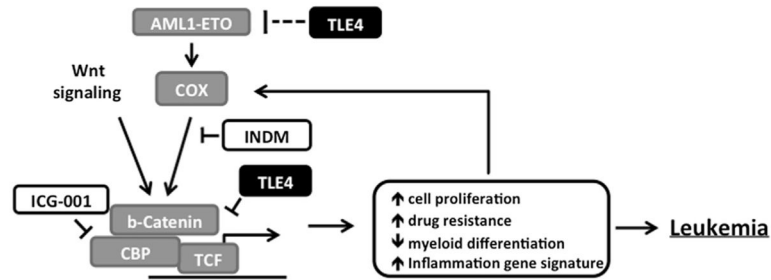 AML1-ETO
TLE4
Wnt
signaling
COX
INDM
TLE4
ICG-001
b-Catenin
CBP
TCF
cell proliferation
drug resistance
myeloid differentiation
Inflammation gene signature
Leukemia